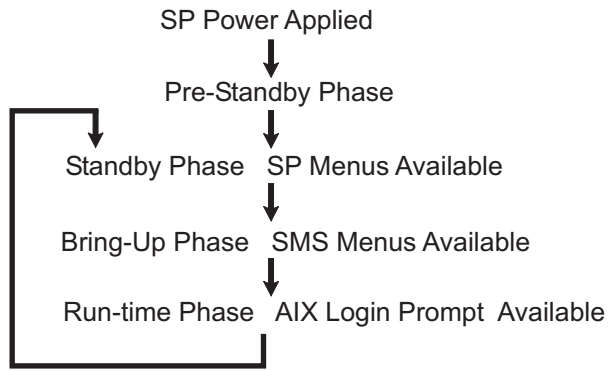 SP Power Applied
Pre-Standby Phase
Standby Phase SP Menus Available
Bring-Up Phase SMS Menus Available
Run-time Phase AIX Login Prompt Available